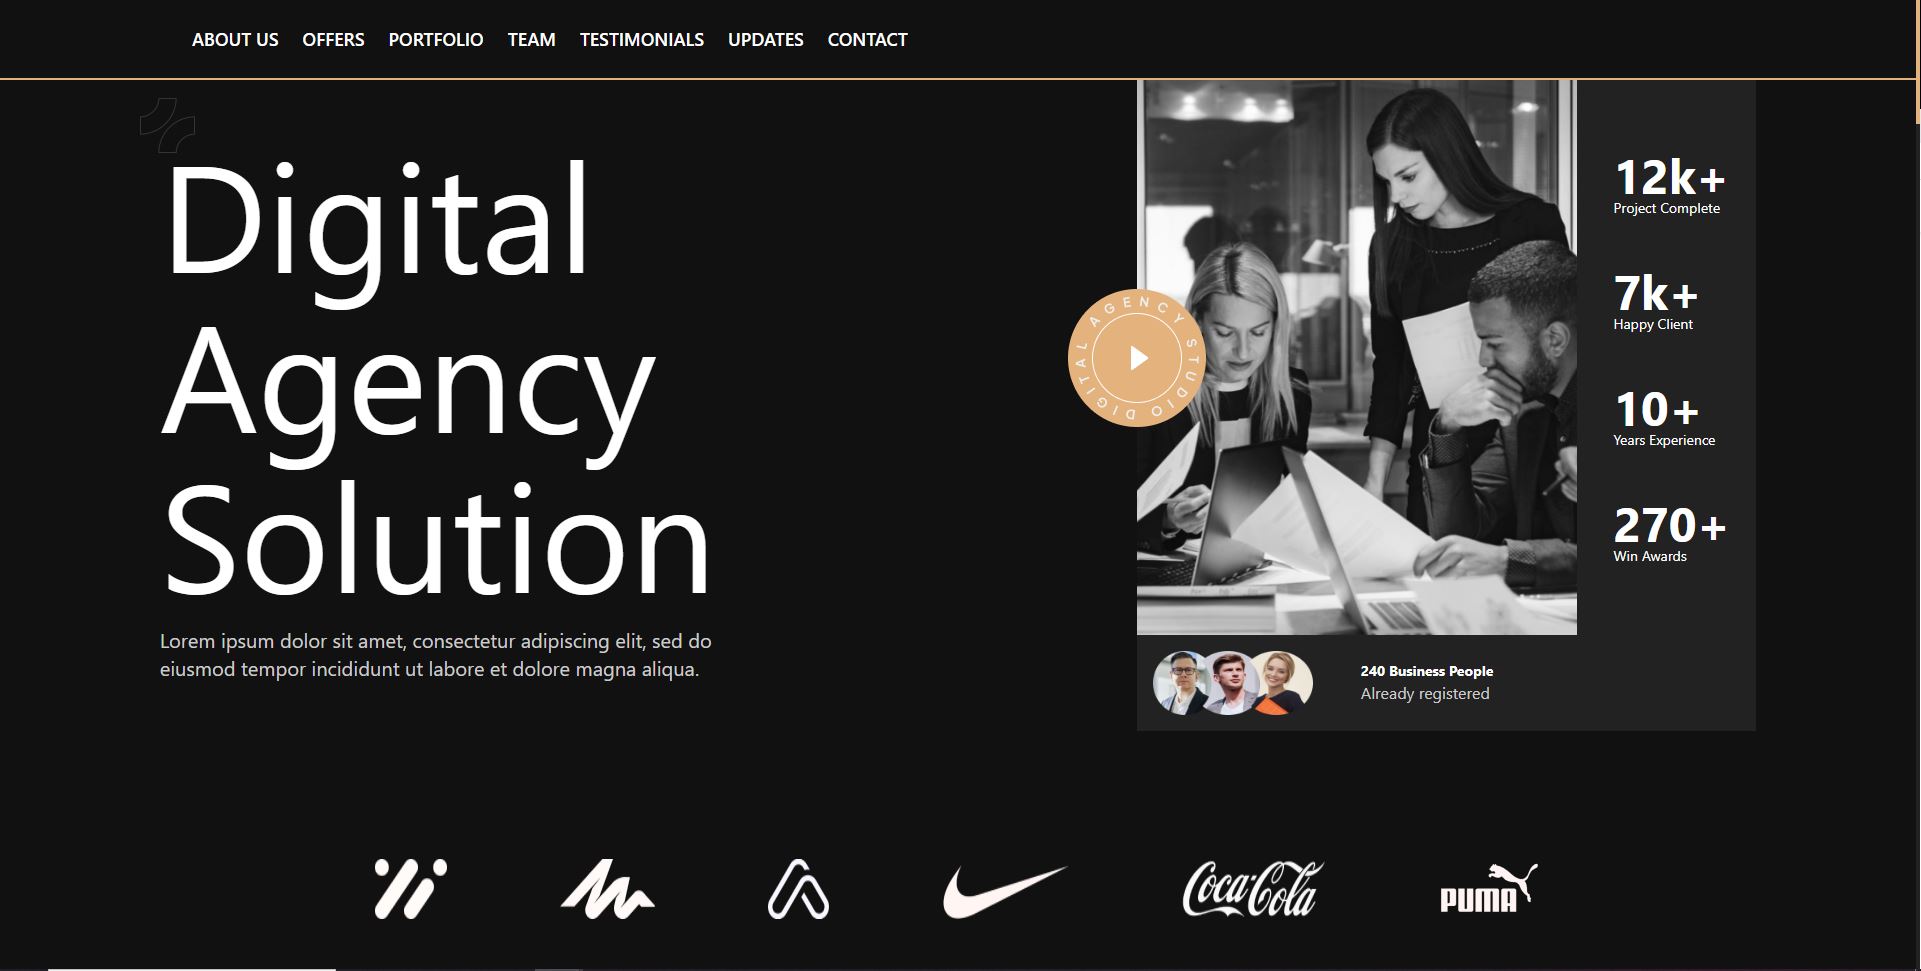 ABOUT US OFFERS PORTFOLIO TEAM TESTIMONIALS UPDATES CONTACT
Digital
Agency
Solution
Lorem ipsum dolor sit amet, consectetur adipiscing elit, sed do
eiusmod tempor incididunt ut labore et dolore magna aliqua.
DIGITAL AGENCY STUDIO DIGITAL
12k+
Project Complete
7k+
Happy Client
10+
Years Experience
270+
Win Awards
240 Business People
Already registered
Coca-Cola
PUMA